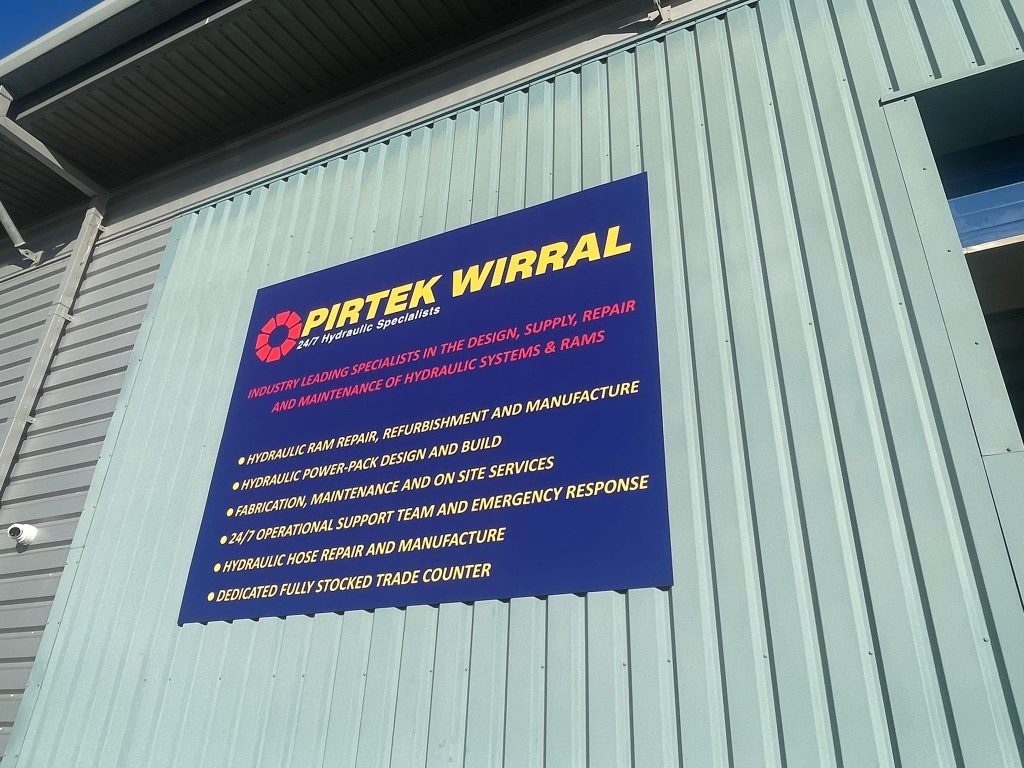 PIRTEK WIRRAL
24/7 Hydraulic Specialists
INDUSTRY LEADING SPECIALISTS IN THE DESIGN, SUPPLY, REPAIR
AND MAINTENANCE OF HYDRAULIC SYSTEMS & RAMS
• HYDRAULIC RAM REPAIR, REFURBISHMENT AND MANUFACTURE
• HYDRAULIC POWER-PACK DESIGN AND BUILD
• FABRICATION, MAINTENANCE AND ON SITE SERVICES
• 24/7 OPERATIONAL SUPPORT TEAM AND EMERGENCY RESPONSE
• HYDRAULIC HOSE REPAIR AND MANUFACTURE
• DEDICATED FULLY STOCKED TRADE COUNTER